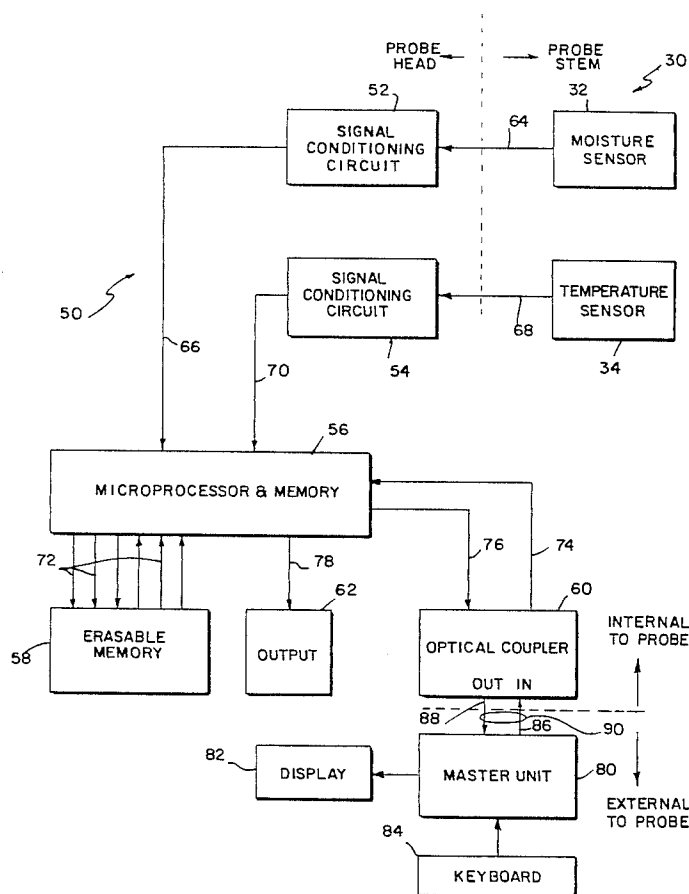 PROBE HEAD
PROBE STEM
30
52
SIGNAL CONDITIONING CIRCUIT
64
32
MOISTURE SENSOR
50
66
SIGNAL CONDITIONING CIRCUIT
54
70
68
TEMPERATURE SENSOR
34
56
MICROPROCESSOR & MEMORY
72
78
76
74
58
ERASABLE MEMORY
62
OUTPUT
60
OPTICAL COUPLER
OUT IN
INTERNAL TO PROBE
88
86
90
82
DISPLAY
MASTER UNIT
80
EXTERNAL TO PROBE
84
KEYBOARD